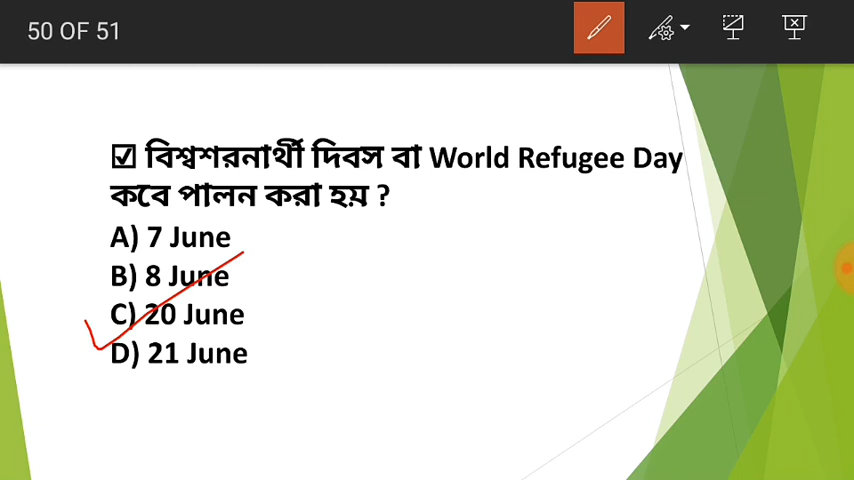 50 OF 51
☑ বিশ্বশরনার্থী দিবস বা World Refugee Day
কবে পালন করা হয় ?
A) 7 June
B) 8 June
C) 20 June
D) 21 June